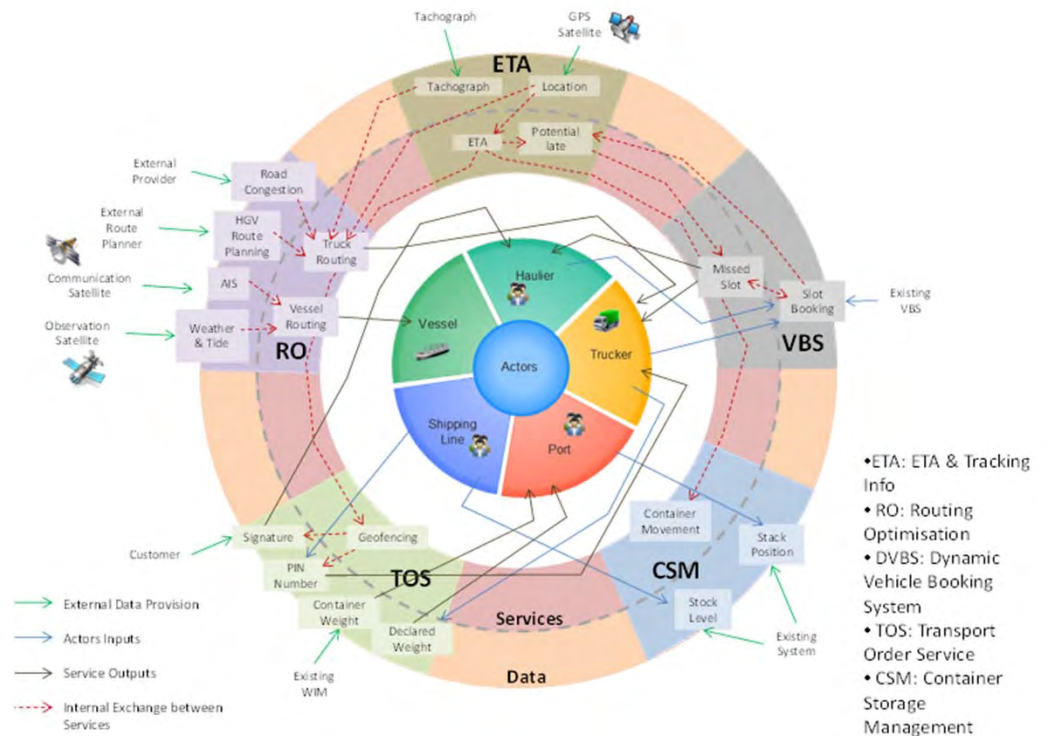 Tachograph
GPS
Satellite
ETA
Tachograph
Location
ETA
Potential
late
External
Provider
Road
Congestion
External
Route
Planner
HGV
Route
Planning
Truck
Routing
Communication
Satellite
AIS
Observation
Satellite
Weather
& Tide
Vessel
Routing
RO
Haulier
Vessel
Actors
Trucker
Shipping
Line
Port
Missed
Slot
Slot
Booking
Existing
VBS
VBS
Customer
Signature
Geofencing
PIN
Number
TOS
Container
Weight
Declared
Weight
Existing
WIM
Services
Data
Container
Movement
Stack
Position
CSM
Stock
Level
Existing
System
External Data Provision
Actors Inputs
Service Outputs
Internal Exchange between
Services
•ETA: ETA & Tracking
Info
• RO: Routing
Optimisation
• DVBS: Dynamic
Vehicle Booking
System
• TOS: Transport
Order Service
• CSM: Container
Storage
Management